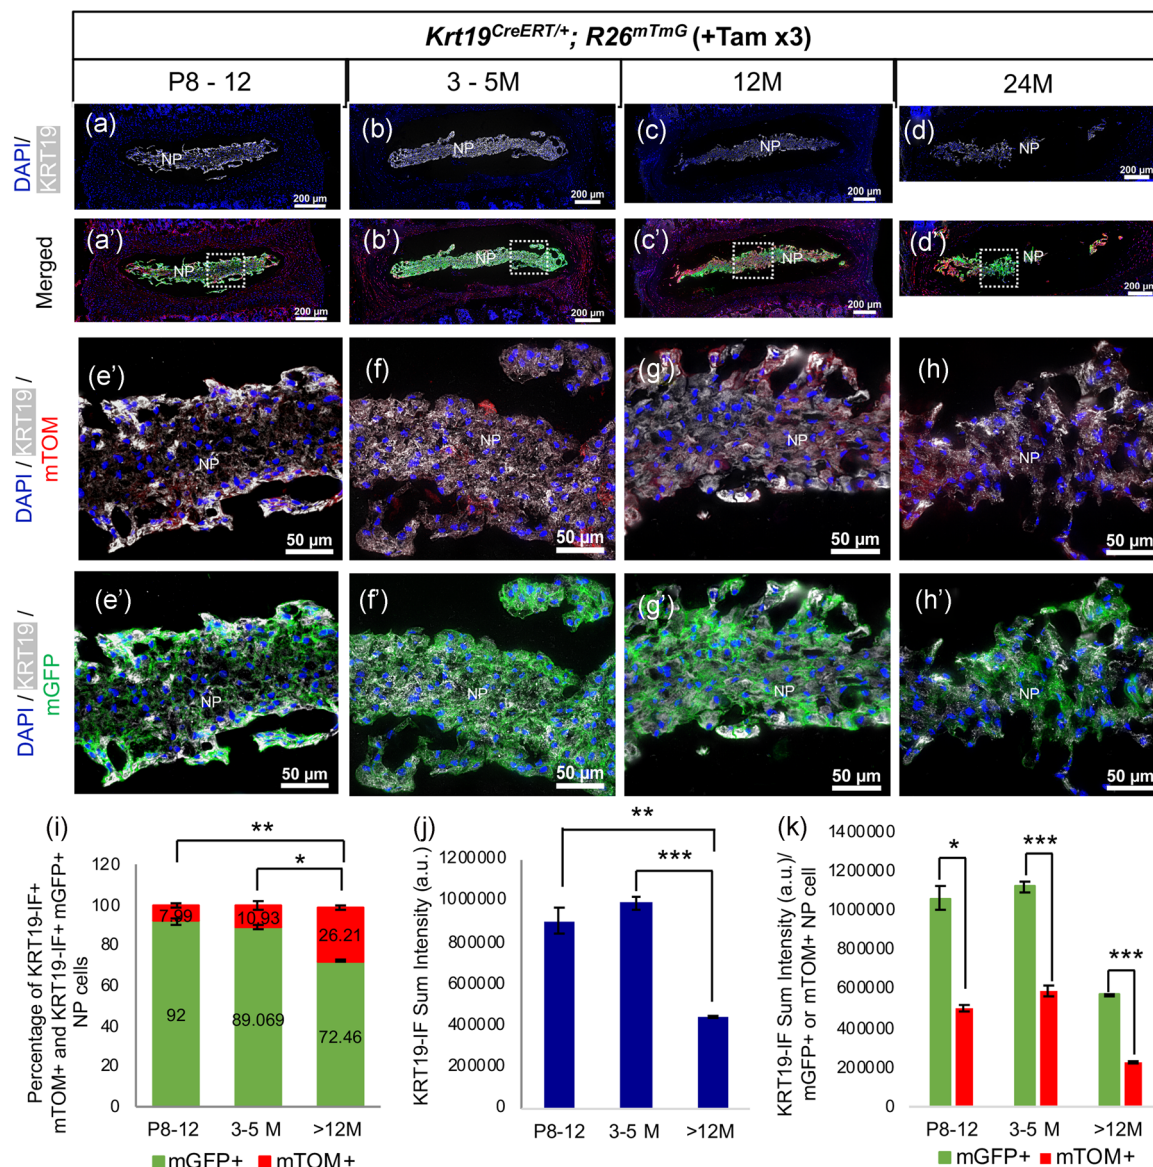 Krt19CreERT/+; R26mTmG (+Tam x3)
P8 - 12
3 - 5M
12M
24M
DAPI/
KRT19
(a)
NP
200 µm
(b)
NP
200 µm
(c)
NP
200 µm
(d)
NP
200 µm
Merged
(a’)
NP
200 µm
(b’)
NP
200 µm
(c’)
NP
200 µm
(d’)
NP
200 µm
DAPI / KRT19 /
mTOM
(e’)
NP
50 µm
(f)
NP
50 µm
(g’)
NP
50 µm
(h)
NP
50 µm
DAPI / KRT19/
mGFP
(e’)
NP
50 µm
(f’)
NP
50 µm
(g’)
NP
50 µm
(h’)
NP
50 µm
(i)
Percentage of KRT19-IF+
mTOM+ and KRT19-IF+ mGFP+
NP cells
120
100
80
60
40
20
0
**
*
7.99
10.93
26.21
92
89.069
72.46
P8-12
3-5 M
>12M
mGFP+
mTOM+
(j)
KRT19-IF Sum Intensity (a.u.)
1200000
1000000
800000
600000
400000
200000
0
**
***
P8-12
3-5 M
>12M
(k)
KRT19-IF Sum Intensity (a.u.)/
mGFP+ or mTOM+ NP cell
1400000
1200000
1000000
800000
600000
400000
200000
0
*
***
***
P8-12
3-5 M
>12M
mGFP+
mTOM+